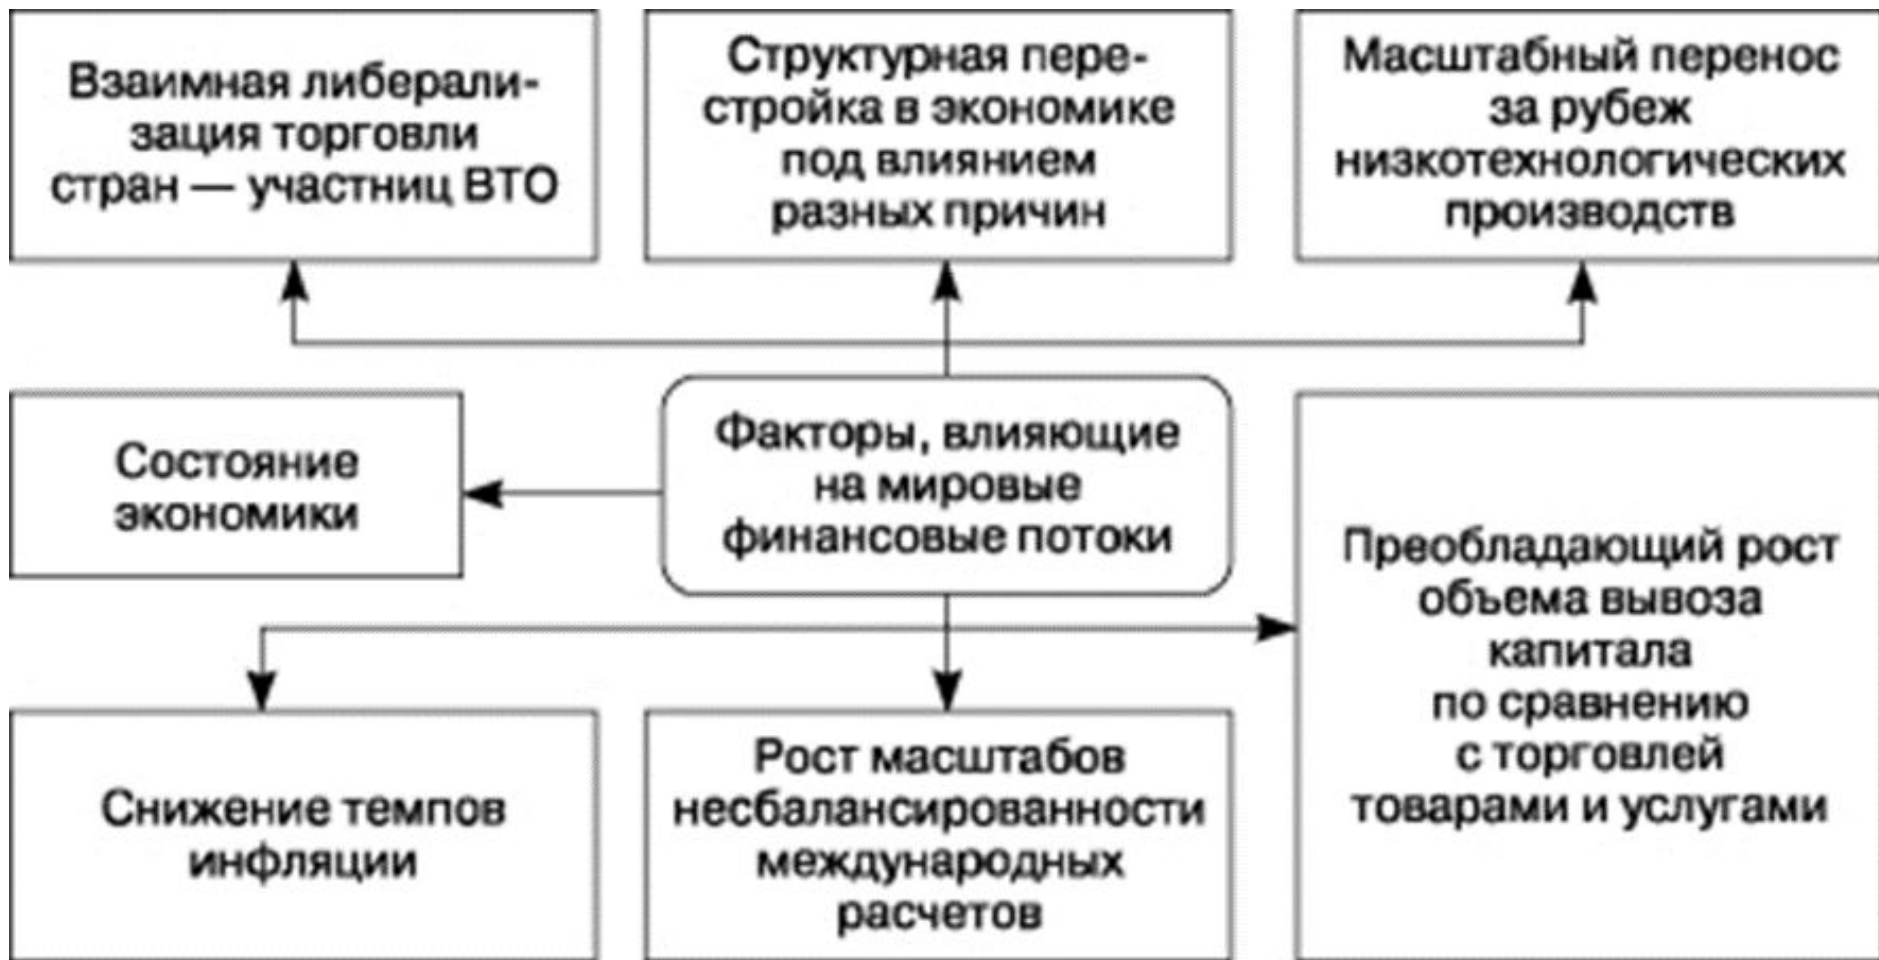 Взаимная либерали-
зация торговли
стран — участниц ВТО
Структурная пере-
стройка в экономике
под влиянием
разных причин
Масштабный перенос
за рубеж
низкотехнологических
производств
Состояние
экономики
Факторы, влияющие
на мировые
финансовые потоки
Преобладающий рост
объема вывоза
капитала
по сравнению
с торговлей
товарами и услугами
Снижение темпов
инфляции
Рост масштабов
несбалансированности
международных
расчетов